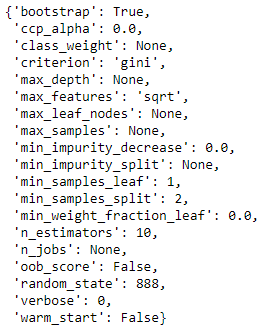 {'bootstrap': True,
'ccp_alpha': 0.0,
'class_weight': None,
'criterion': 'gini',
'max_depth': None,
'max_features': 'sqrt',
'max_leaf_nodes': None,
'max_samples': None,
'min_impurity_decrease': 0.0,
'min_impurity_split': None,
'min_samples_leaf': 1,
'min_samples_split': 2,
'min_weight_fraction_leaf': 0.0,
'n_estimators': 10,
'n_jobs': None,
'oob_score': False,
'random_state': 888,
'verbose': 0,
'warm_start': False}